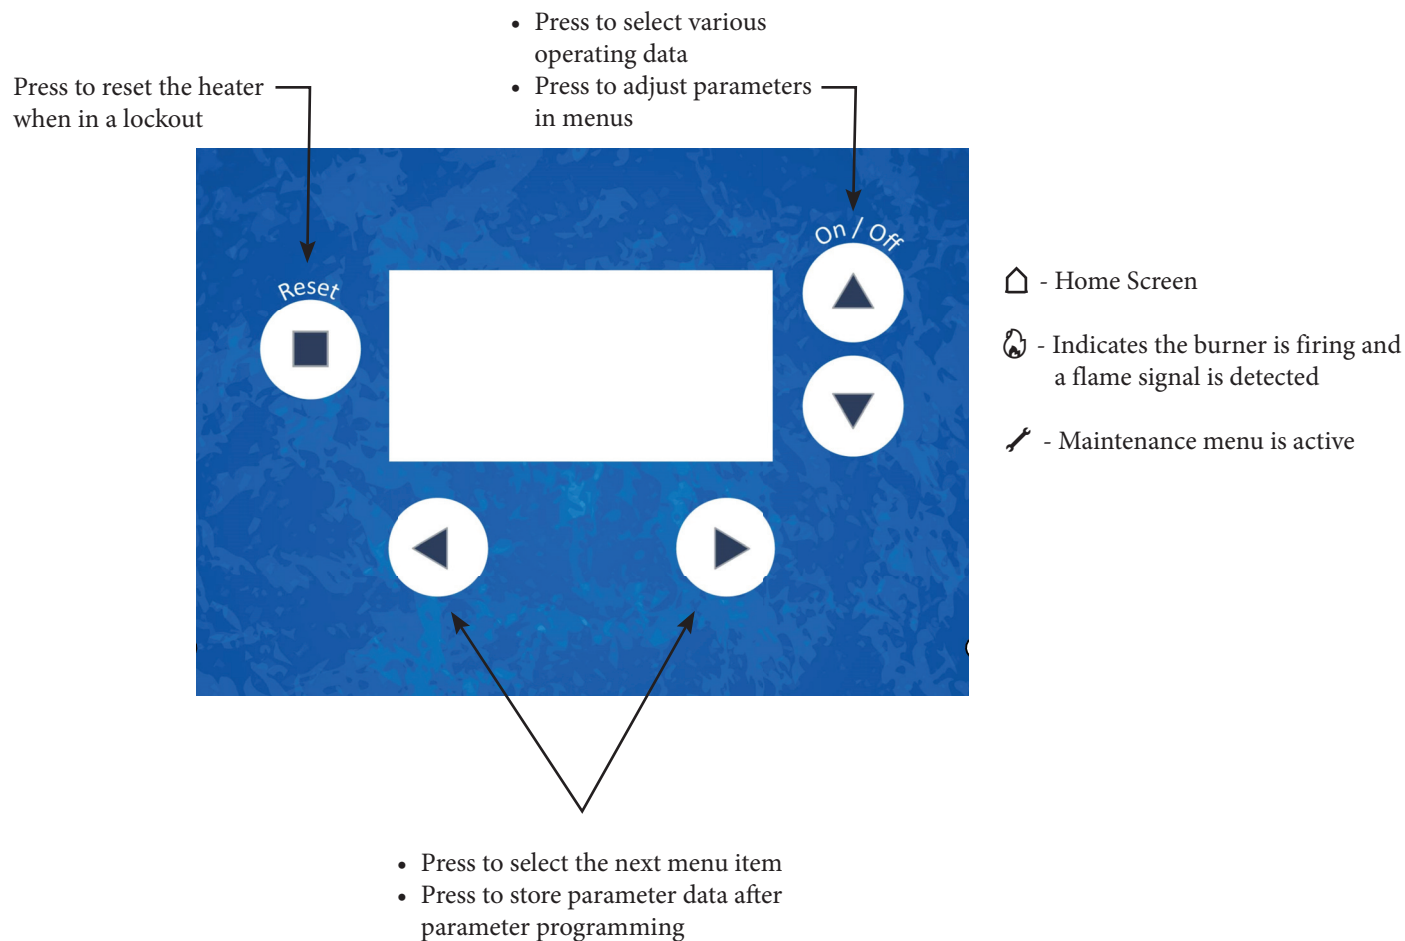 • Press to select various
operating data
• Press to adjust parameters
in menus
Press to reset the heater
when in a lockout
On / Off
Reset
- Home Screen
- Indicates the burner is firing and
a flame signal is detected
- Maintenance menu is active
• Press to select the next menu item
• Press to store parameter data after
parameter programming